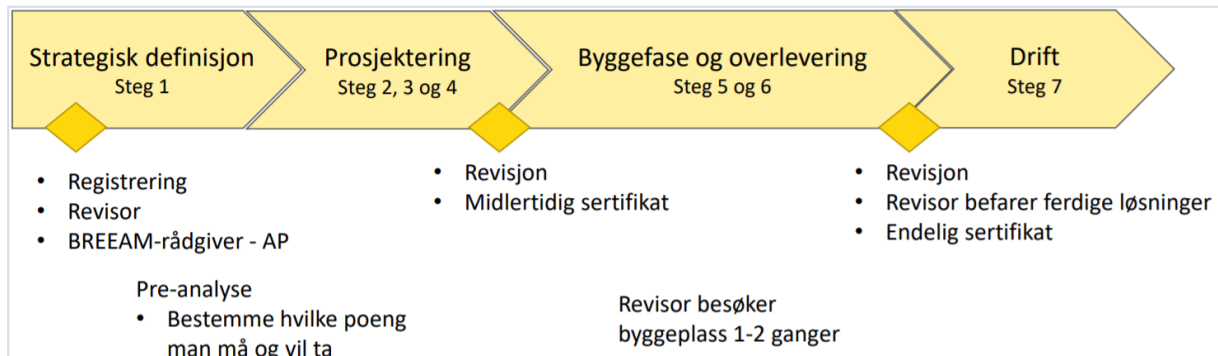 Strategisk definisjon
Steg 1
Prosjektering
Steg 2, 3 og 4
Byggefase og overlevering
Steg 5 og 6
Drift
Steg 7
• Registrering
• Revisor
• BREEAM-rådgiver - AP
• Revisjon
• Midlertidig sertifikat
• Revisjon
• Revisor befarer ferdige løsninger
• Endelig sertifikat
Pre-analyse
• Bestemme hvilke poeng
man må og vil ta
Revisor besøker
byggeplass 1-2 ganger